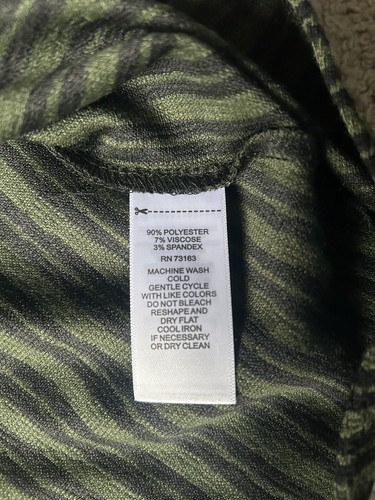 90% POLYESTER
7% VISCOSE
3% SPANDEX
RN 73163
MACHINE WASH
COLD
GENTLE CYCLE
WITH LIKE COLORS
DO NOT BLEACH
RESHAPE AND
DRY FLAT
COOL IRON
IF NECESSARY
OR DRY CLEAN